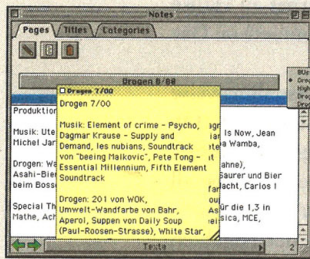 Notes
Pages Titles Categories
Drogen 8/00
Drogen 7/00
Drogen 7/00
Produktion
Musik: Element of crime - Psycho,
Musik: Ute
Dagmar Krause - Supply and
Is Now, Jean
Michel Jar
Demand, les nubians, Soundtrack
a Wamba,
von "beeing Malkovic", Pete Tong -
Drogen: Wa
Essential Millennium, Fifth Element
ahne),
Asahi-Bier
Soundtrack
Saurer und Bier
beim Bosse
acht, Carlos I
Drogen: 201 von WOK,
Special Th
Umwelt-Wandfarbe von Bahr,
ür die 1,3 in
Mathe, Ach
Aperol, Suppen von Daily Soup
sica, MCE,
(Paul-Roosen-Strasse), White Star,
Texte
2